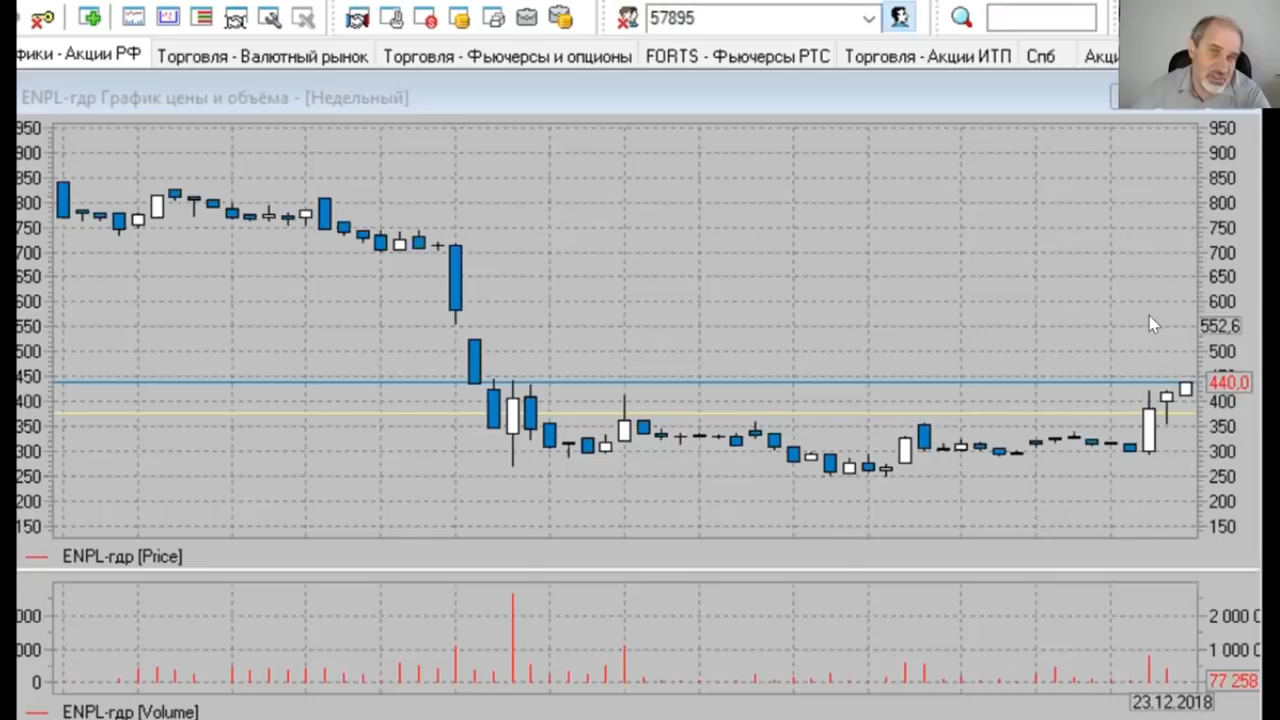 57895
фики - Акции РФ Торговля - Валютный рынок Торговля - Фьючерсы и опционы FORTS - Фьючерсы РТС Торговля - Акции ИТП Спб Акци
ENPL-гдр График цены и объёма - [Недельный]
950 950
900 900
850 850
800 800
750 750
700 700
650 650
600 600
550 552,6
500 500
450
440,0
400 400
350 350
300 300
250 250
200 200
150 150
ENPL-гдр [Price]
000 2 000 0
000 1 000 0
0 77 258
23.12.2018
ENPL-гдр [Volume]